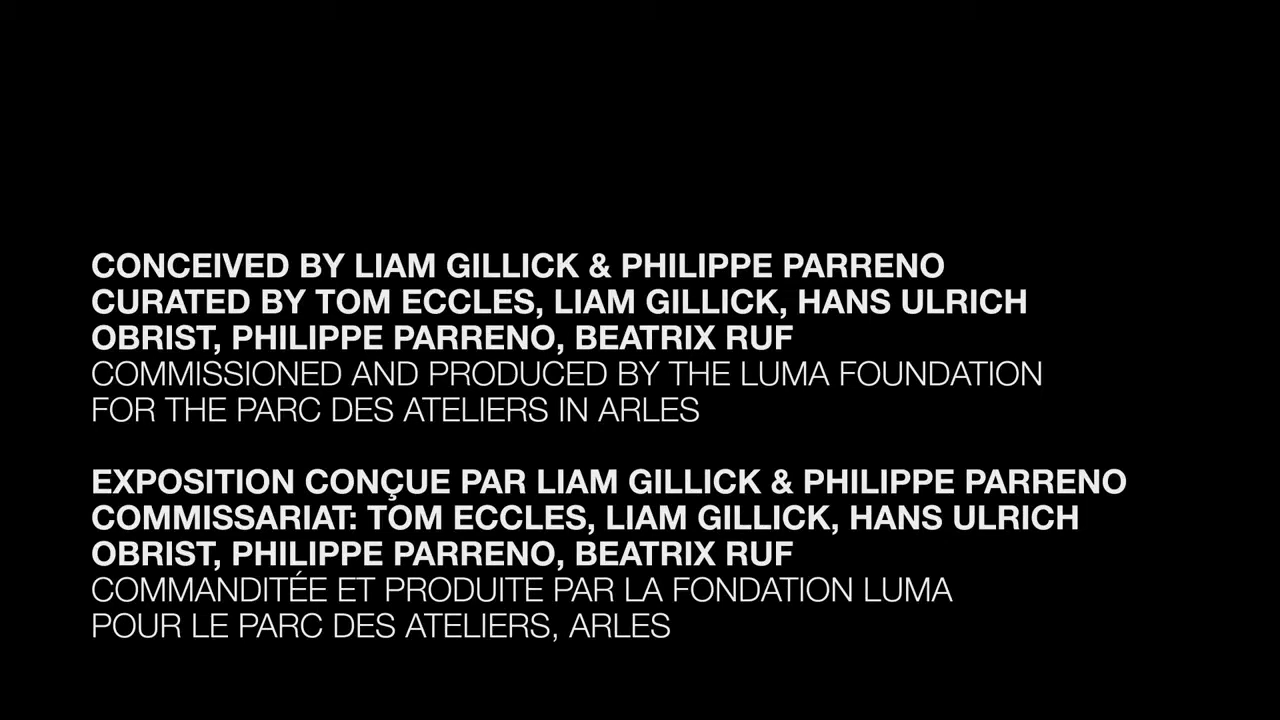 CONCEIVED BY LIAM GILLICK & PHILIPPE PARRENO
CURATED BY TOM ECCLES, LIAM GILLICK, HANS ULRICH
OBRIST, PHILIPPE PARRENO, BEATRIX RUF
COMMISSIONED AND PRODUCED BY THE LUMA FOUNDATION
FOR THE PARC DES ATELIERS IN ARLES
EXPOSITION CONÇUE PAR LIAM GILLICK & PHILIPPE PARRENO
COMMISSARIAT: TOM ECCLES, LIAM GILLICK, HANS ULRICH
OBRIST, PHILIPPE PARRENO, BEATRIX RUF
COMMANDITÉE ET PRODUITE PAR LA FONDATION LUMA
POUR LE PARC DES ATELIERS, ARLES